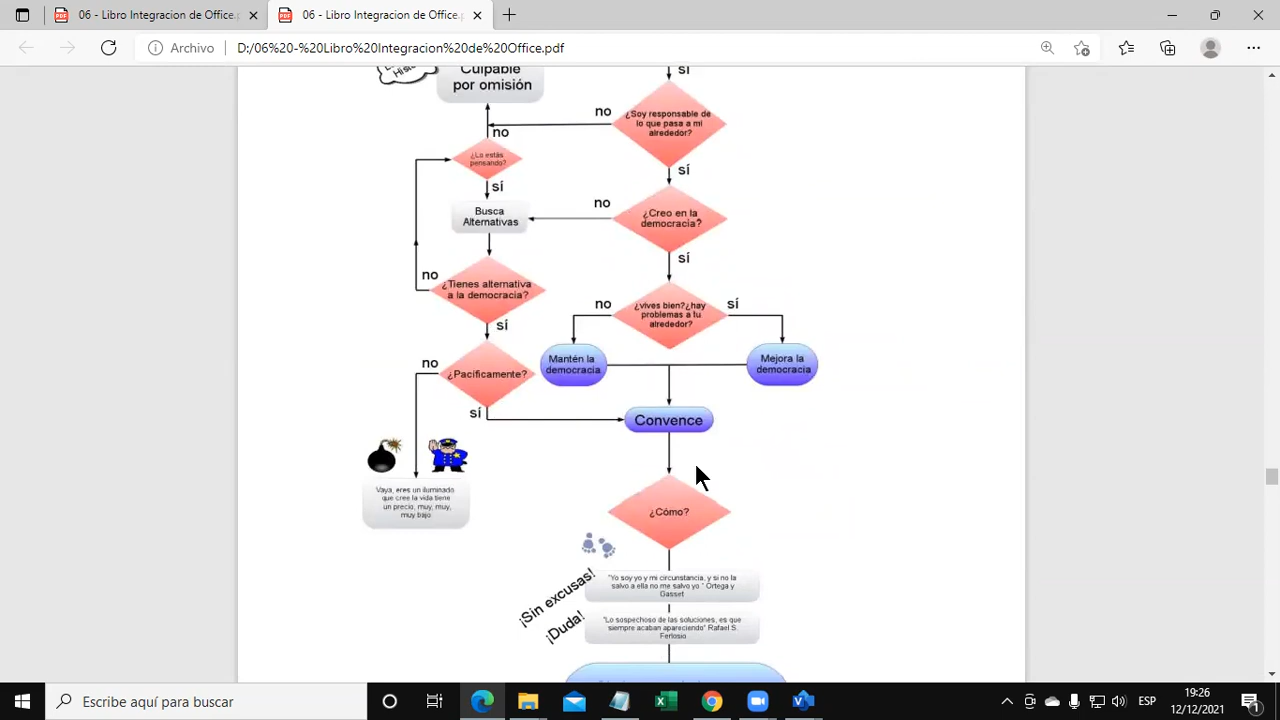 06 - Libro Integracion de Office.p
06 - Libro Integracion de Office.p
Archivo
D:/06%20-%20Libro%20Integracion%20de%20Office.pdf
Histo
Culpable
por omisión
sí
no
¿Soy responsable de
lo que pasa a mi
alrededor?
no
¿Lo estás
pensando?
sí
sí
Busca
Alternativas
no
¿Creo en la
democracia?
sí
no
¿Tienes alternativa
a la democracia?
no
¿vives bien?¿hay
problemas a tu
alrededor?
sí
sí
no
¿Pacíficamente?
Mantén la
democracia
Mejora la
democracia
sí
Convence
Vaya, eres un iluminado
que cree la vida tiene
un precio, muy, muy,
muy bajo
¿Cómo?
¡Sin excusas!
"Yo soy yo y mi circunstancia, y si no la
salvo a ella no me salvo yo." Ortega y
Gasset
¡Duda!
"Lo sospechoso de las soluciones, es que
siempre acaban apareciendo" Rafael S.
Ferlosio
Escribe aquí para buscar
ESP
19:26
12/12/2021
1